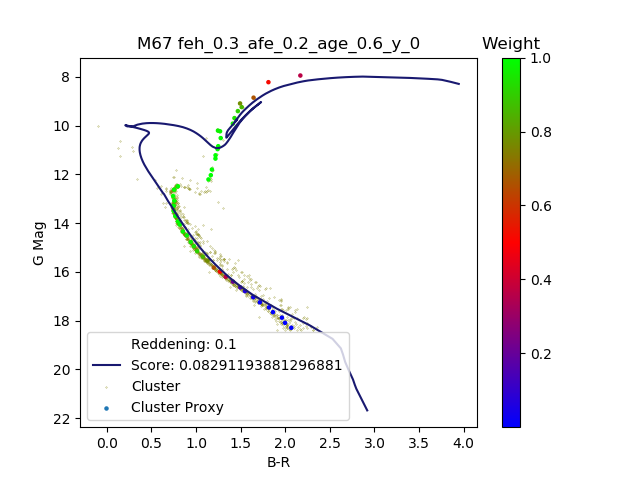 M67 feh_0.3_afe_0.2_age_0.6_y_0
Weight
8
10
12
14
16
18
20
22
G Mag
0.0 0.5 1.0 1.5 2.0 2.5 3.0 3.5 4.0
B-R
Reddening: 0.1
Score: 0.08291193881296881
Cluster
Cluster Proxy
1.0
0.8
0.6
0.4
0.2